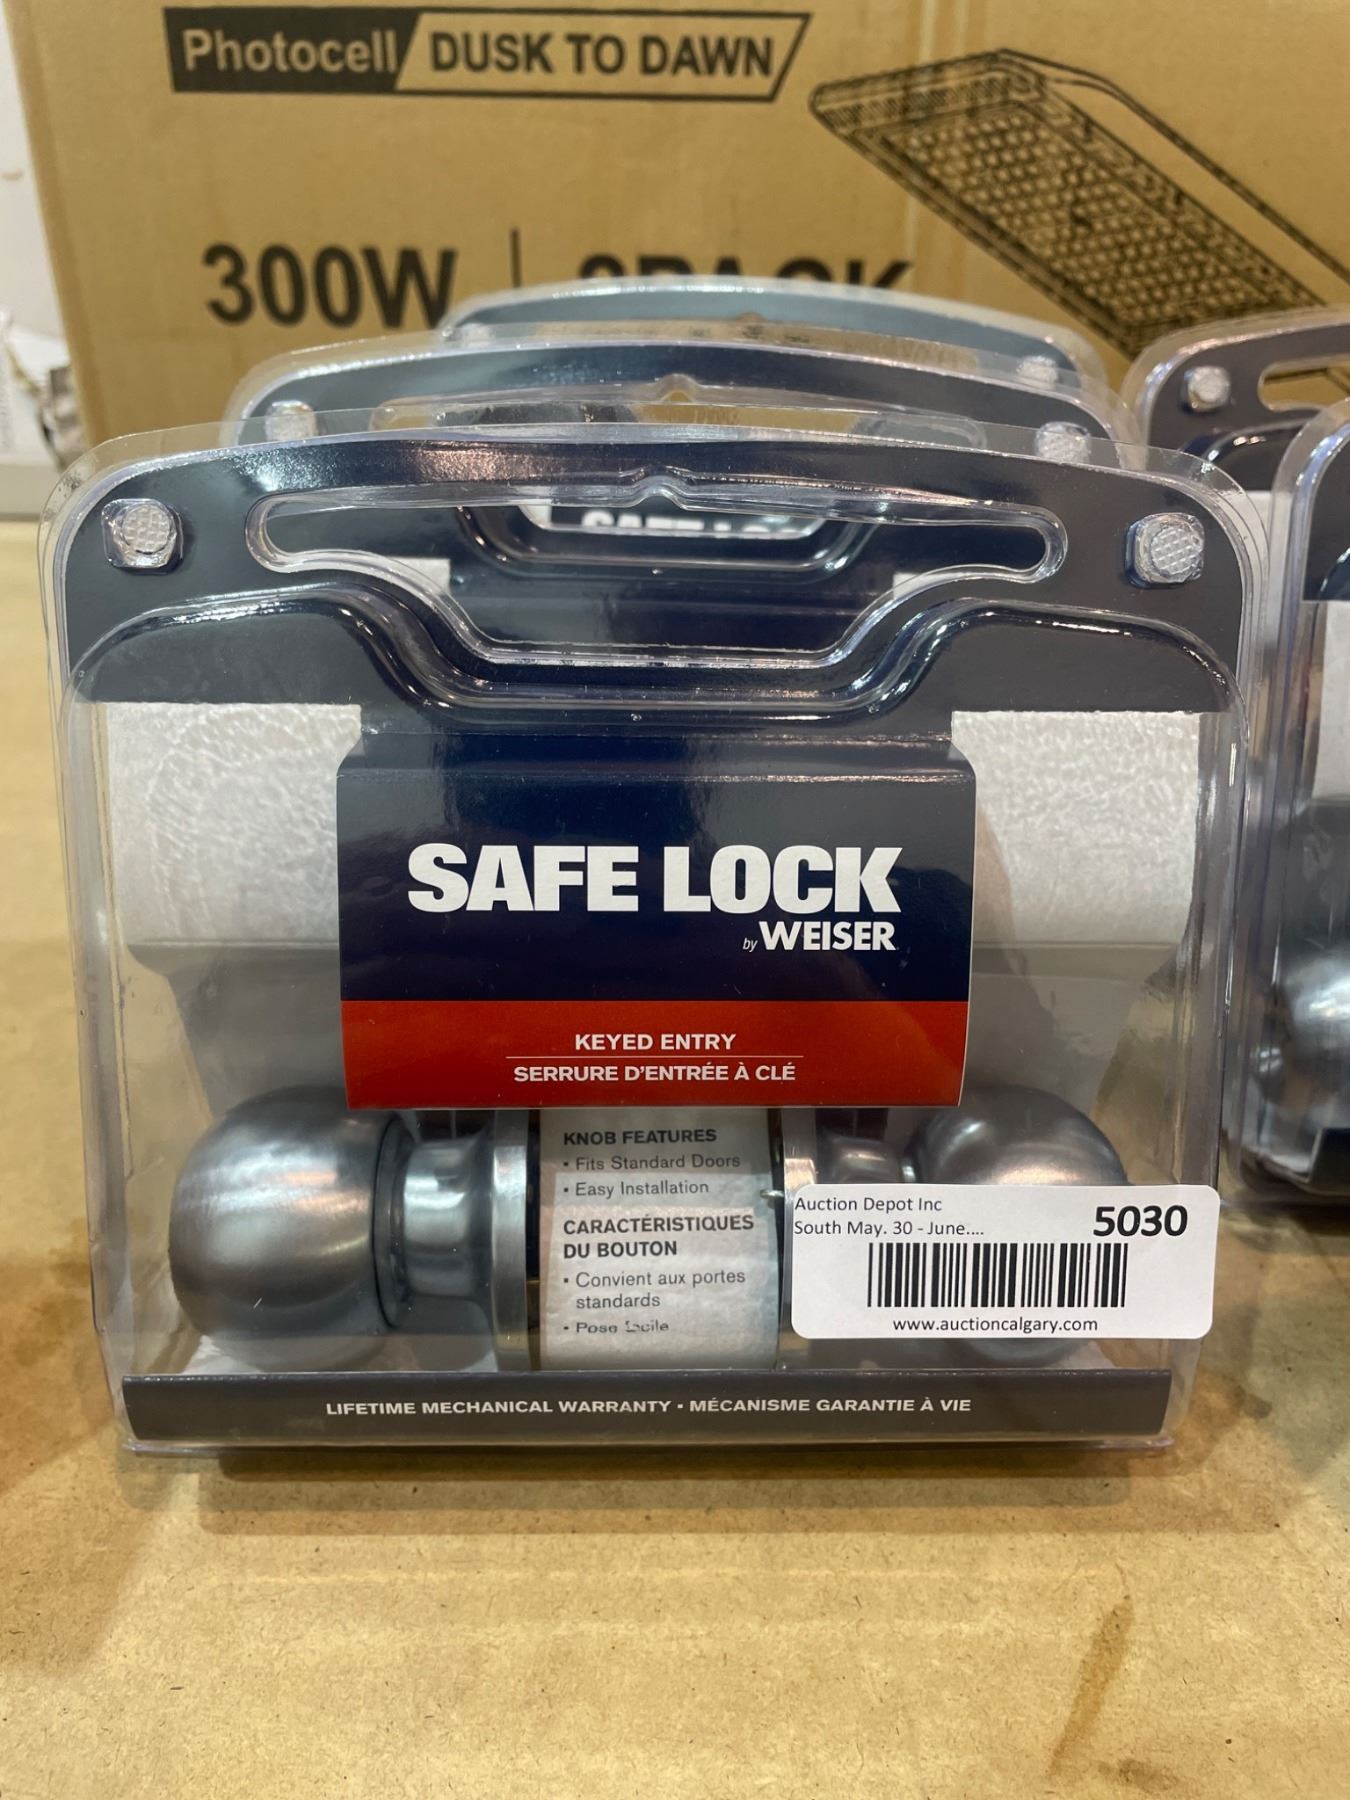 Photocell DUSK TO DAWN
300W
SAFE LOCK
by WEISER
KEYED ENTRY
SERRURE D'ENTRÉE À CLÉ
KNOB FEATURES
• Fits Standard Doors
• Easy Installation
CARACTÉRISTIQUES
DU BOUTON
• Convient aux portes
standards
• Pose facile
Auction Depot Inc
South May. 30 - June....
5030
www.auctioncalgary.com
LIFETIME MECHANICAL WARRANTY • MÉCANISME GARANTIE À VIE